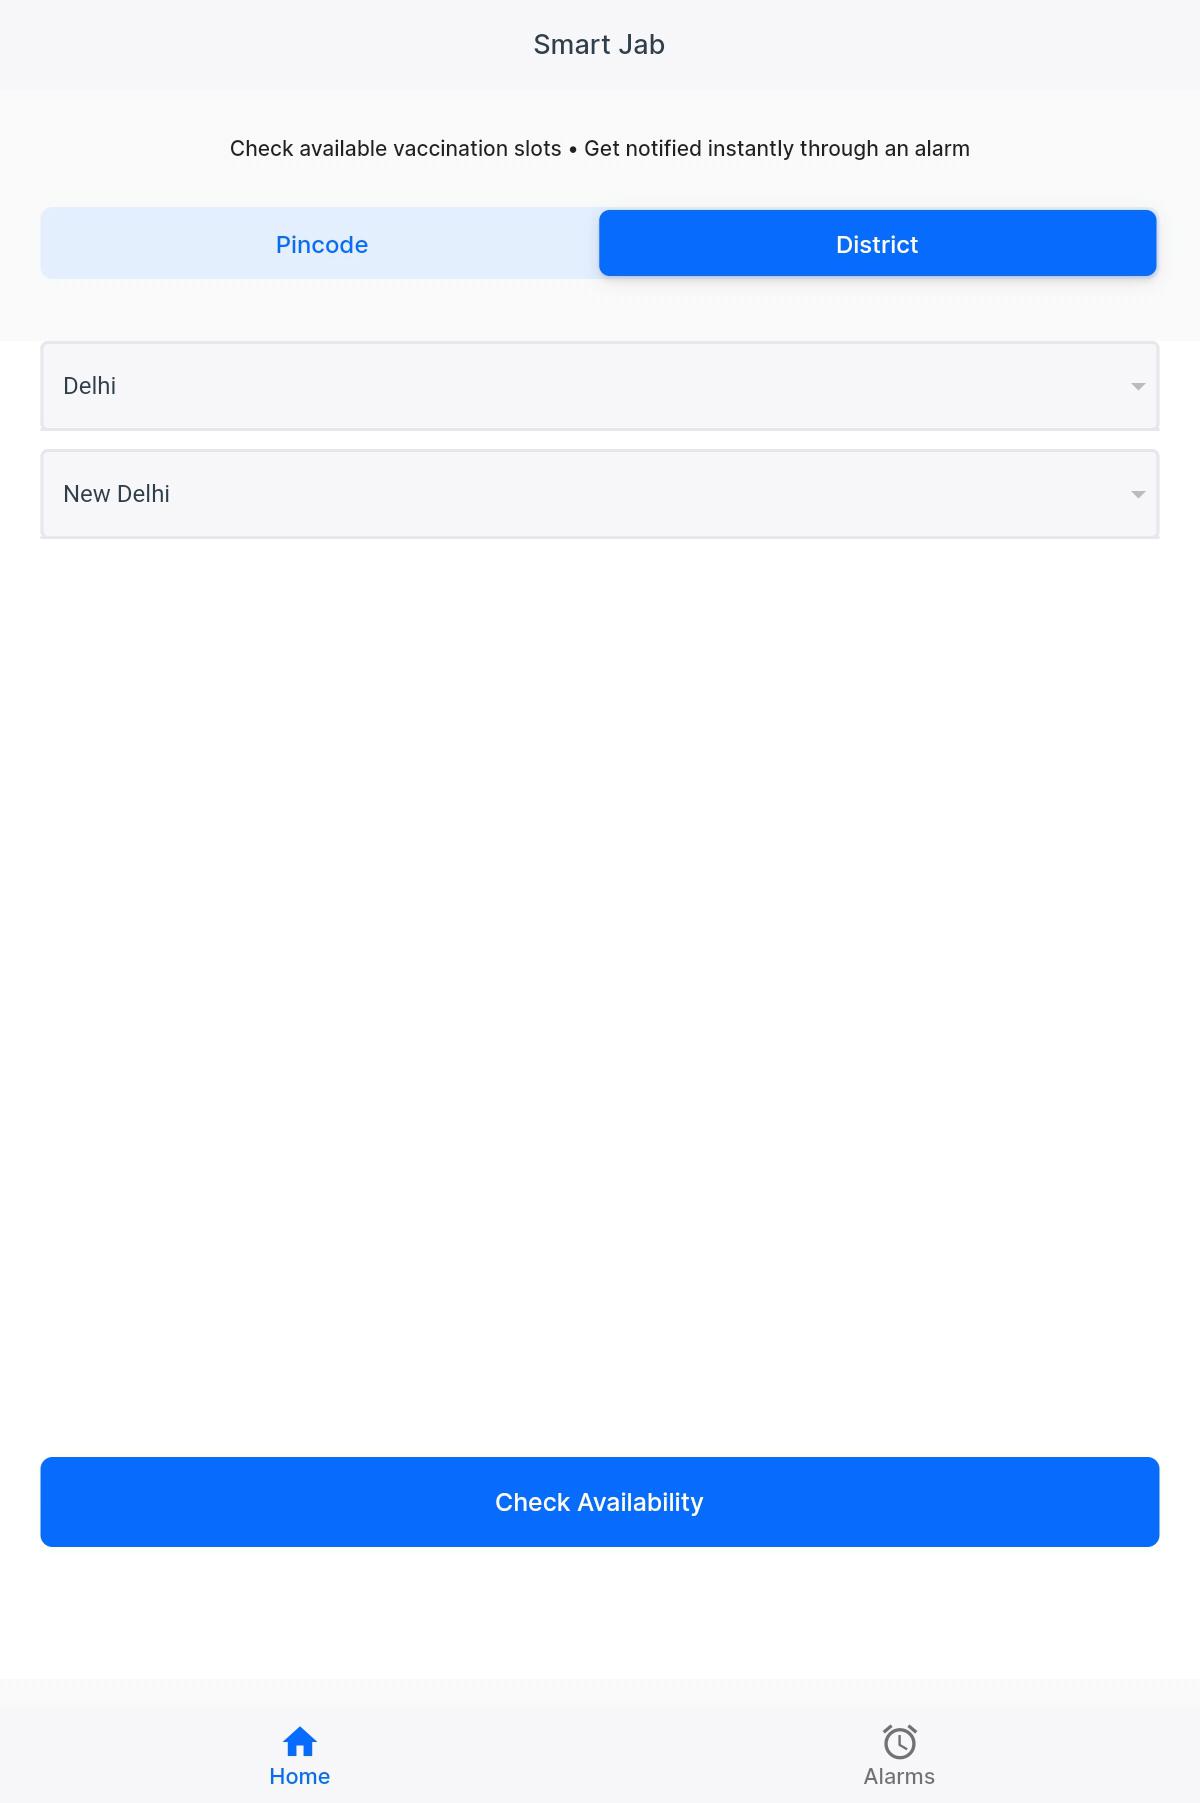 Smart Jab
Check available vaccination slots • Get notified instantly through an alarm
Pincode
District
Delhi
New Delhi
Check Availability
Home
Alarms